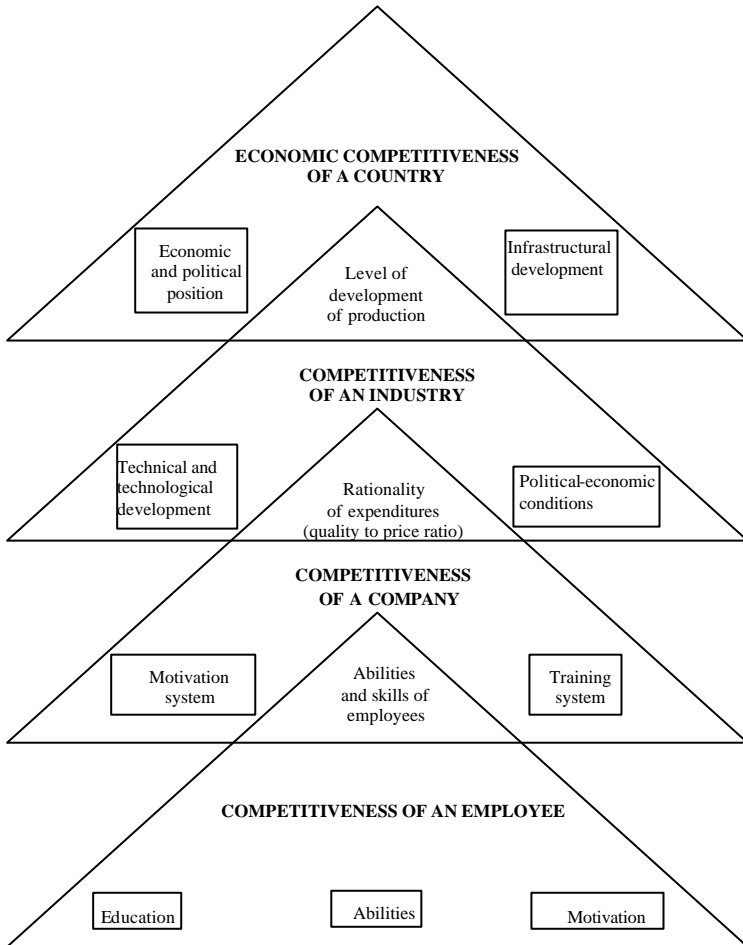 ECONOMIC COMPETITIVENESS
OF A COUNTRY
Economic
and political
position
Level of
development
of production
Infrastructural
development
COMPETITIVENESS
OF AN INDUSTRY
Technical and
technological
development
Rationality
of expenditures
(quality to price ratio)
Political-economic
conditions
COMPETITIVENESS
OF A COMPANY
Motivation
system
Abilities
and skills of
employees
Training
system
COMPETITIVENESS OF AN EMPLOYEE
Education
Abilities
Motivation